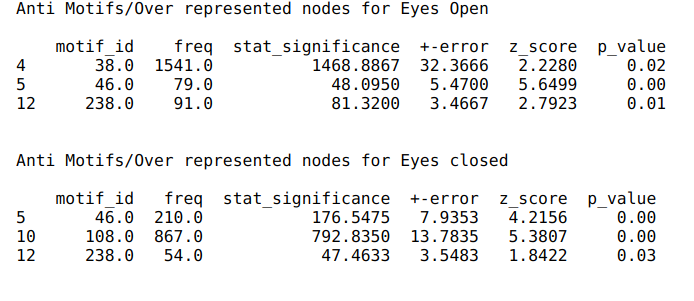 Anti Motifs/Over represented nodes for Eyes Open
motif_id freq stat_significance +-error z_score p_value
4 38.0 1541.0 1468.8867 32.3666 2.2280 0.02
5 46.0 79.0 48.0950 5.4700 5.6499 0.00
12 238.0 91.0 81.3200 3.4667 2.7923 0.01
Anti Motifs/Over represented nodes for Eyes closed
motif_id freq stat_significance +-error z_score p_value
5 46.0 210.0 176.5475 7.9353 4.2156 0.00
10 108.0 867.0 792.8350 13.7835 5.3807 0.00
12 238.0 54.0 47.4633 3.5483 1.8422 0.03